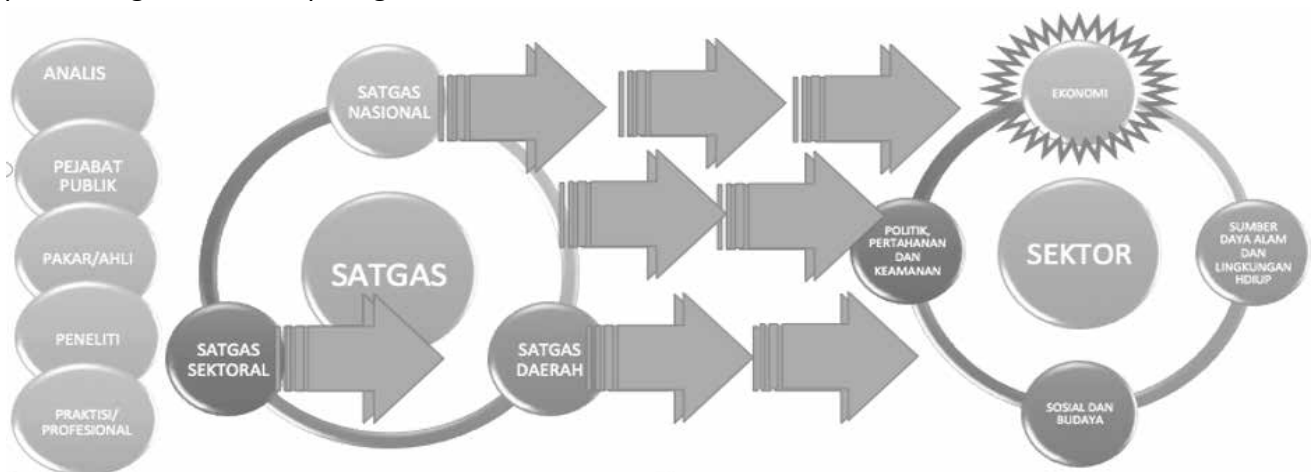 ANALIS
PEJABAT
PUBLIK
PAKAR/AHLI
PENELITI
PRAKTISI/
PROFESIONAL
SATGAS
NASIONAL
SATGAS
SATGAS
SEKTORAL
SATGAS
DAERAH
EKONOMI
POLITIK,
PERTAHANAN
DAN
KEAMANAN
SEKTOR
SUMBER
DAYA ALAM
DAN
LINGKUNGAN
HDIUP
SOSIAL DAN
BUDAYA